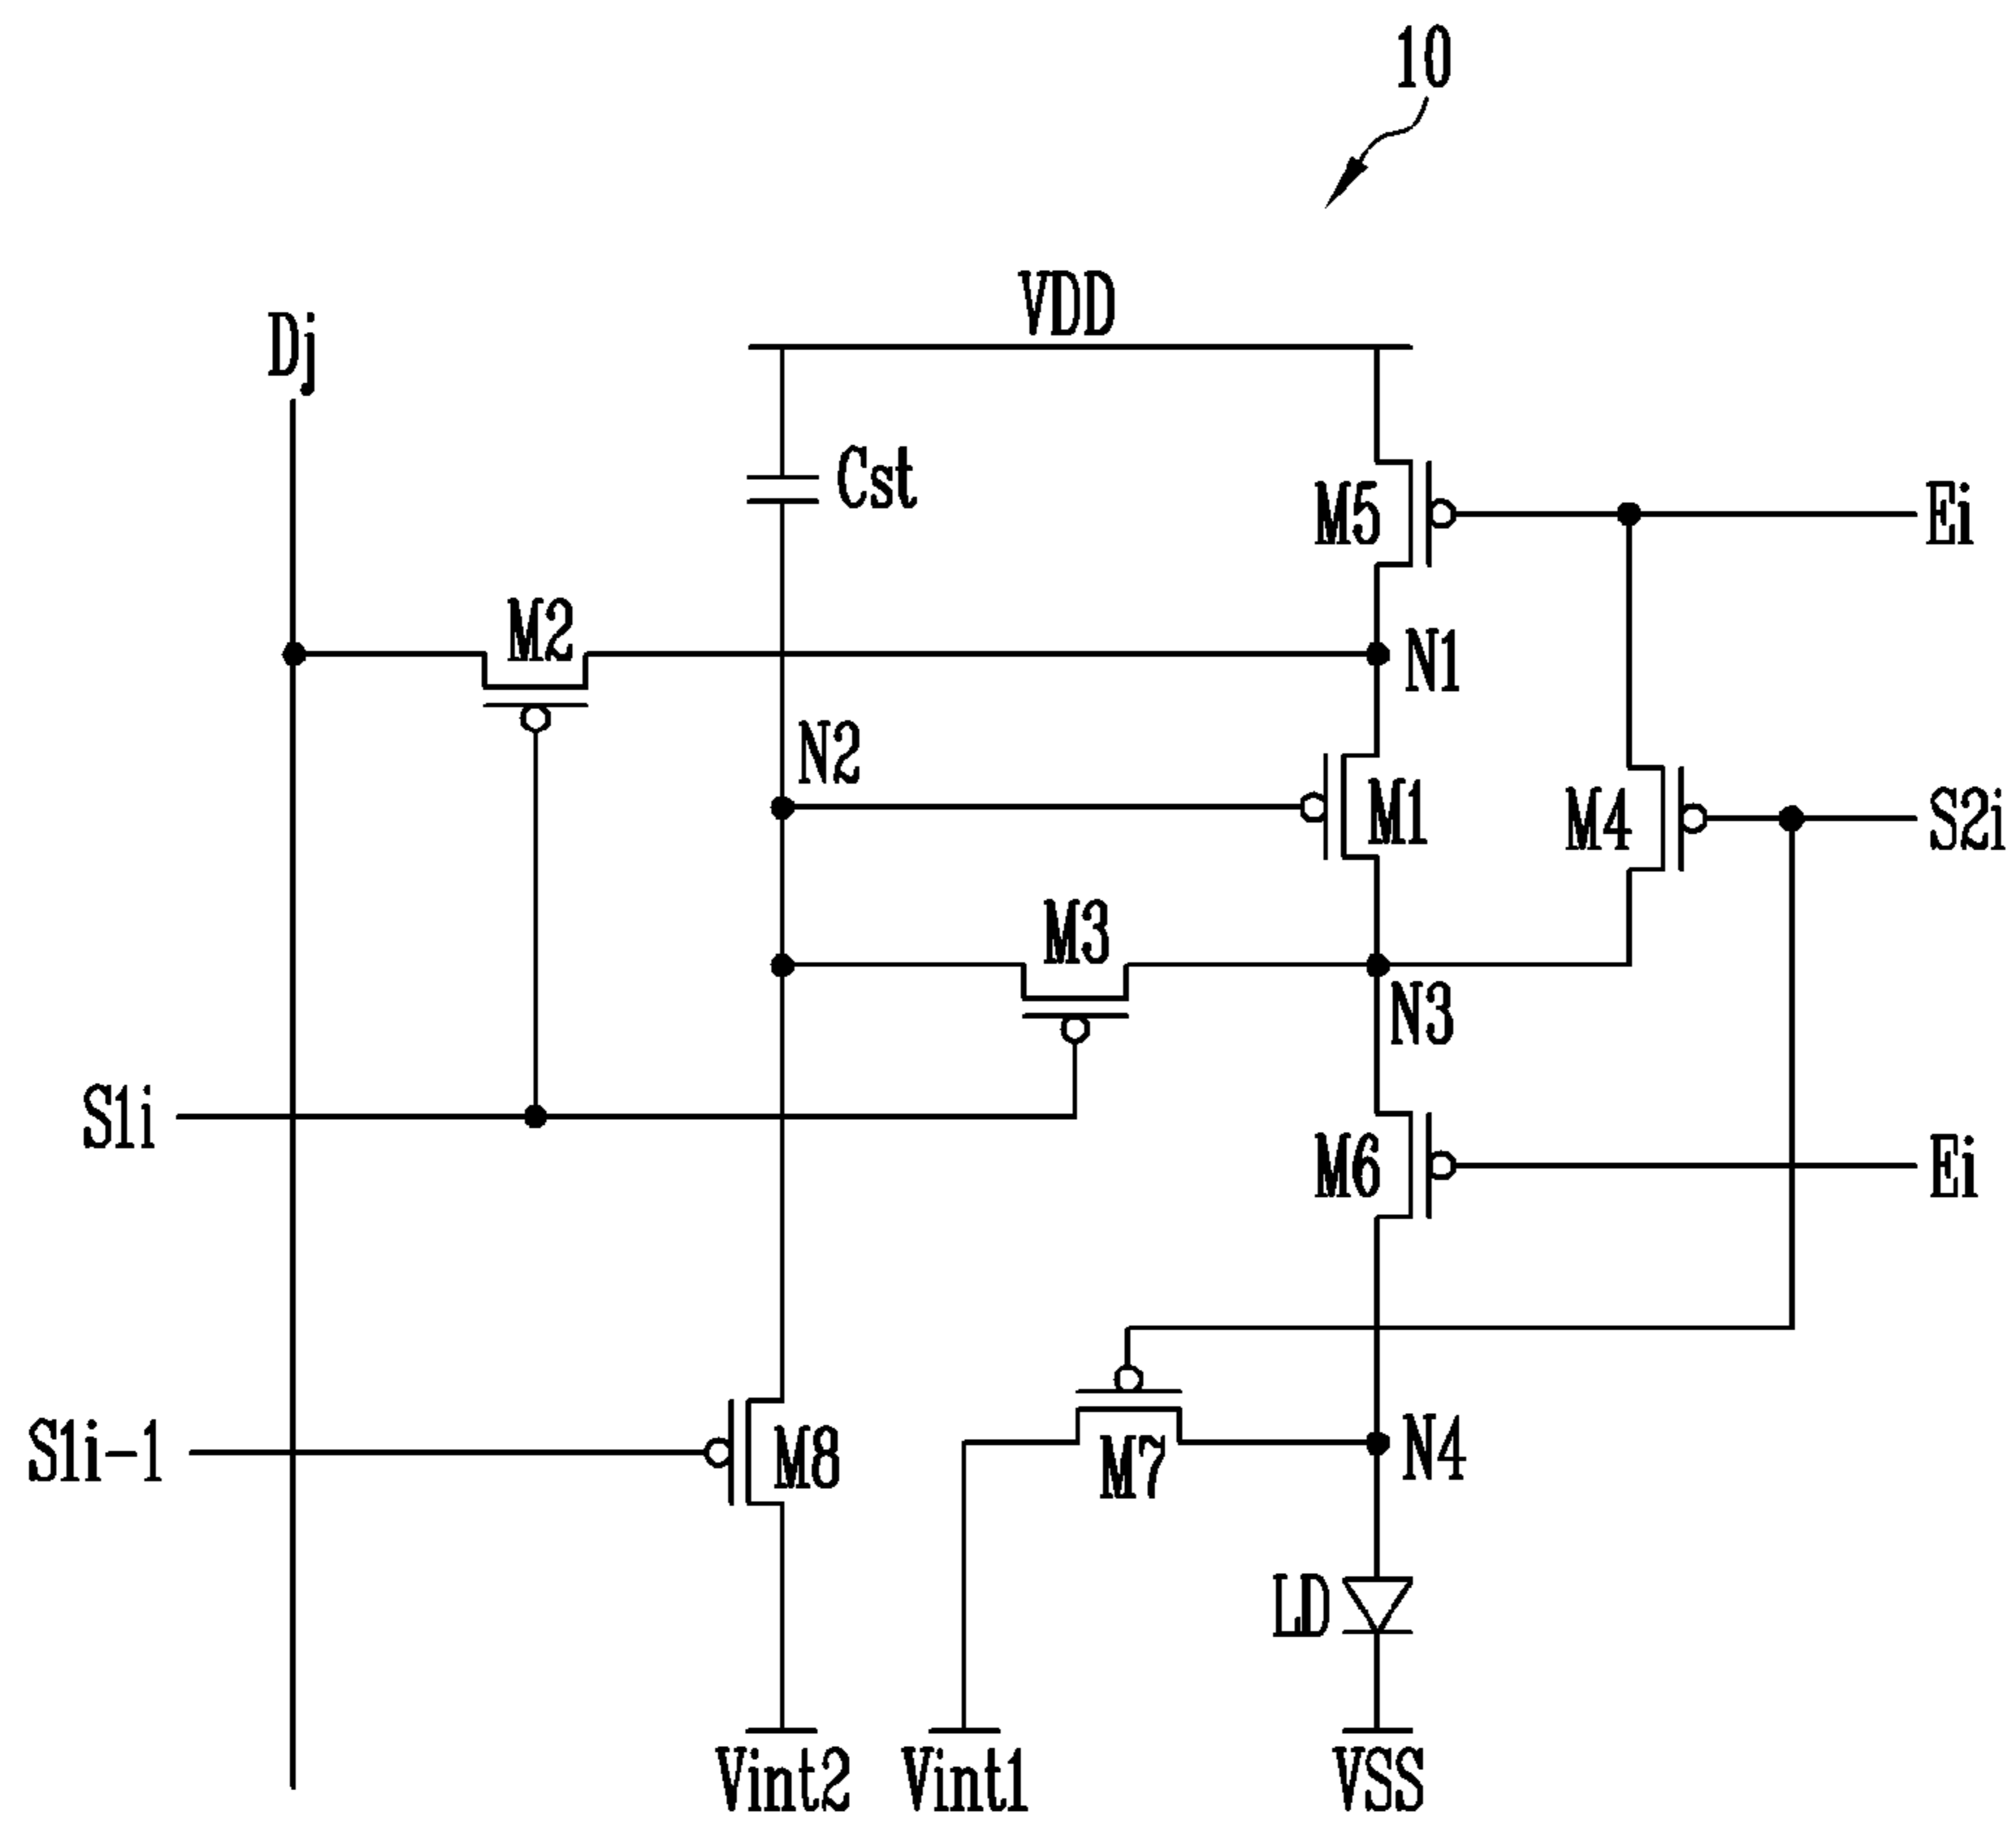 10
VDD
Dj
Cst
M5
Ei
M2
N1
N2
M1
M4
S2i
M3
N3
S1i
M6
Ei
S1i-1
M8
M7
N4
LD
Vint2
Vint1
VSS